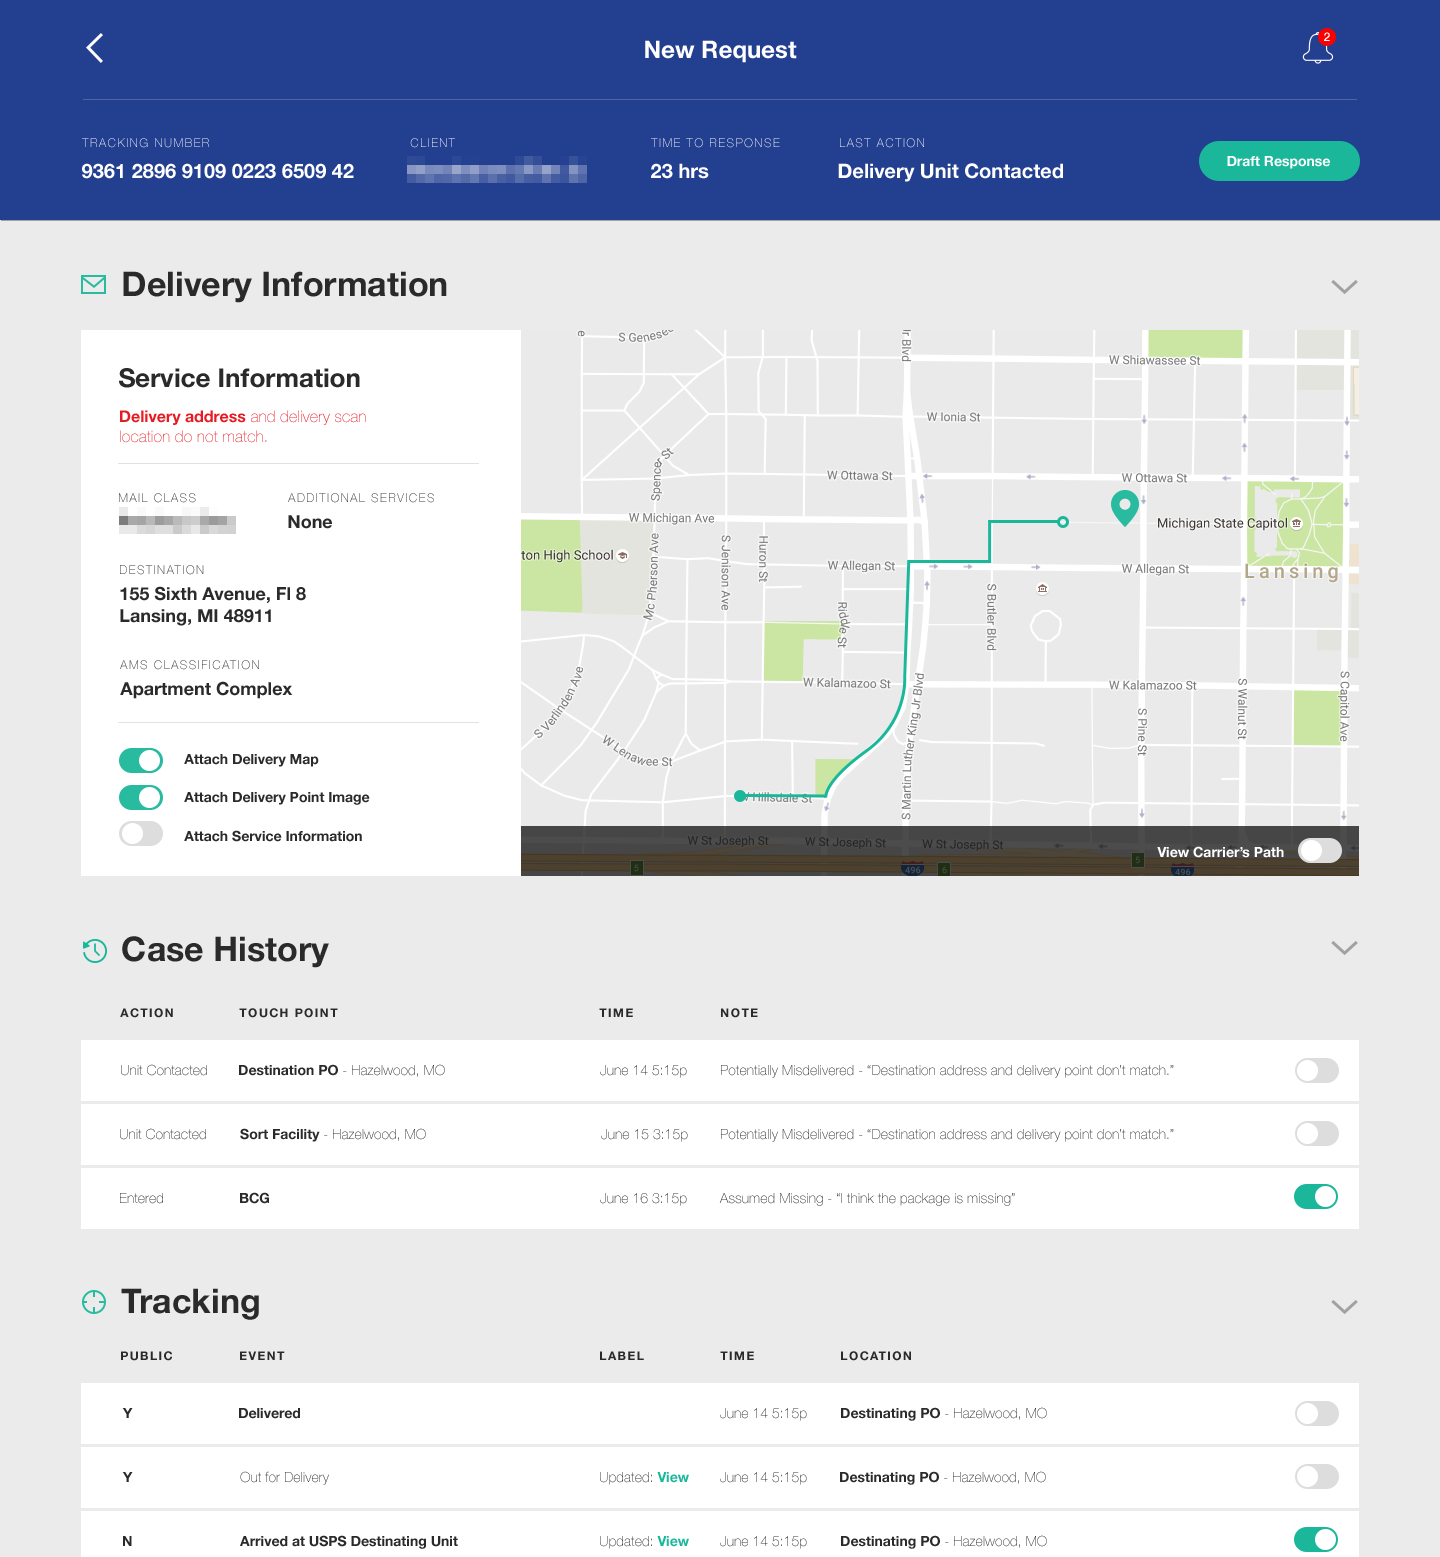 New Request
2
TRACKING NUMBER
CLIENT
TIME TO RESPONSE
LAST ACTION
9361 2896 9109 0223 6509 42
23 hrs
Delivery Unit Contacted
Draft Response
Delivery Information
Service Information
Delivery address and delivery scan
location do not match.
MAIL CLASS
ADDITIONAL SERVICES
None
DESTINATION
155 Sixth Avenue, Fl 8
Lansing, MI 48911
AMS CLASSIFICATION
Apartment Complex
Attach Delivery Map
Attach Delivery Point Image
Attach Service Information
e
S Genesee
Jr Blvd
W Shiawassee St
W Ionia St
Spencer St
W Ottawa St
W Ottawa St
W Michigan Ave
Michigan State Capitol
ton High School
Mc Pherson Ave
S Jenison Ave
Huron St
W Allegan St
W Allegan St
Lansing
Riddle St
S Butler Blvd
W Kalamazoo St
W Kalamazoo St
S Verlinden Ave
W Lenawee St
S Martin Luther King Jr Blvd
S Pine St
S Walnut St
S Capitol Ave
W Hillsdale St
W St Joseph St
W St Joseph St
W St Joseph St
View Carrier's Path
5
496
6
5
496
Case History
ACTION
TOUCH POINT
TIME
NOTE
Unit Contacted
Destination PO - Hazelwood, MO
June 14 5:15p
Potentially Misdelivered - “Destination address and delivery point don’t match.”
Unit Contacted
Sort Facility - Hazelwood, MO
June 15 3:15p
Potentially Misdelivered - “Destination address and delivery point don’t match.”
Entered
BCG
June 16 3:15p
Assumed Missing - “I think the package is missing”
Tracking
PUBLIC
EVENT
LABEL
TIME
LOCATION
Y
Delivered
June 14 5:15p
Destinating PO - Hazelwood, MO
Y
Out for Delivery
Updated: View
June 14 5:15p
Destinating PO - Hazelwood, MO
N
Arrived at USPS Destinating Unit
Updated: View
June 14 5:15p
Destinating PO - Hazelwood, MO